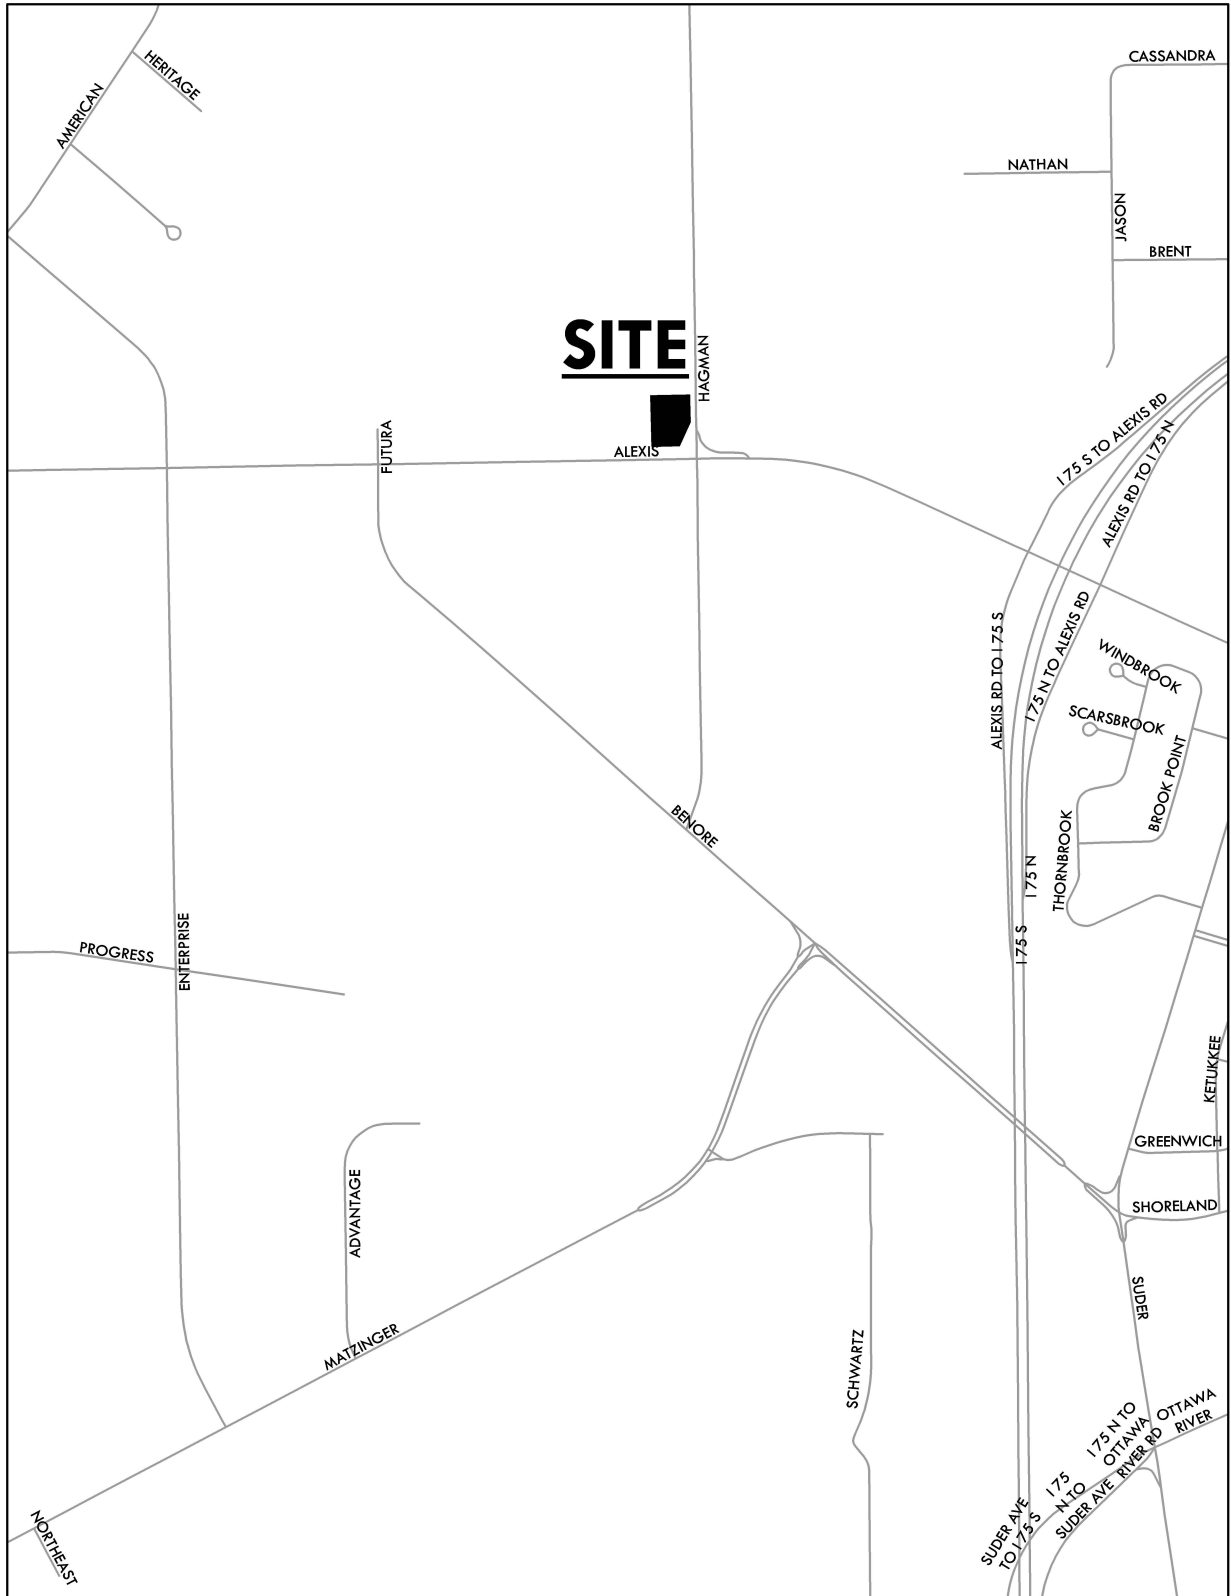 CASSANDRA
HERITAGE
AMERICAN
NATHAN
JASON
BRENT
SITE
HAGMAN
I 75 S TO ALEXIS RD
FUTURA
ALEXIS
ALEXIS RD TO I 75 N
I 75 N TO ALEXIS RD
ALEXIS RD TO I 75 S
WINDBROOK
SCARSBROOK
BROOK POINT
BENORE
THORNBROOK
I 75 N
I 75 S
ENTERPRISE
PROGRESS
KETUKKEE
GREENWICH
ADVANTAGE
SHORELAND
SUDER
MATZINGER
SCHWARTZ
OTTAWA
RIVER
I 75 N TO
OTTAWA
RIVER RD
I 75
N TO
SUDER AVE
SUDER AVE
TO I 75 S
NORTHEAST